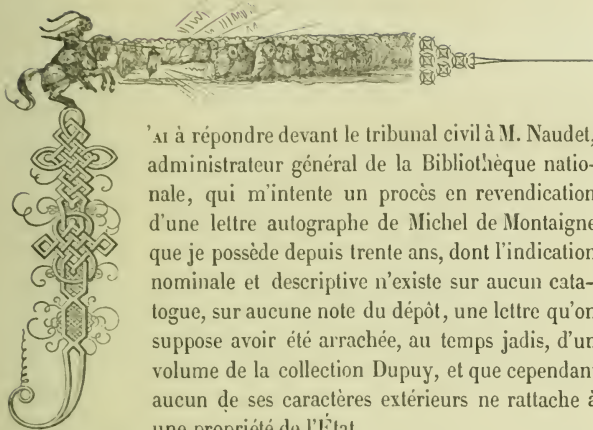 J'AI à répondre devant le tribunal civil à M. Naudet,
administrateur général de la Bibliothèque natio-
nale, qui m'intente un procès en revendication
d'une lettre autographe de Michel de Montaigne
que je possède depuis trente ans, dont l'indication
nominale et descriptive n'existe sur aucun cata-
togue, sur aucune note du dépôt, une lettre qu'on
suppose avoir été arrachée, au temps jadis, d'un
volume de la collection Dupuy, et que cependant
aucun de ses caractères extérieurs ne rattache à
une propriété de l'État.